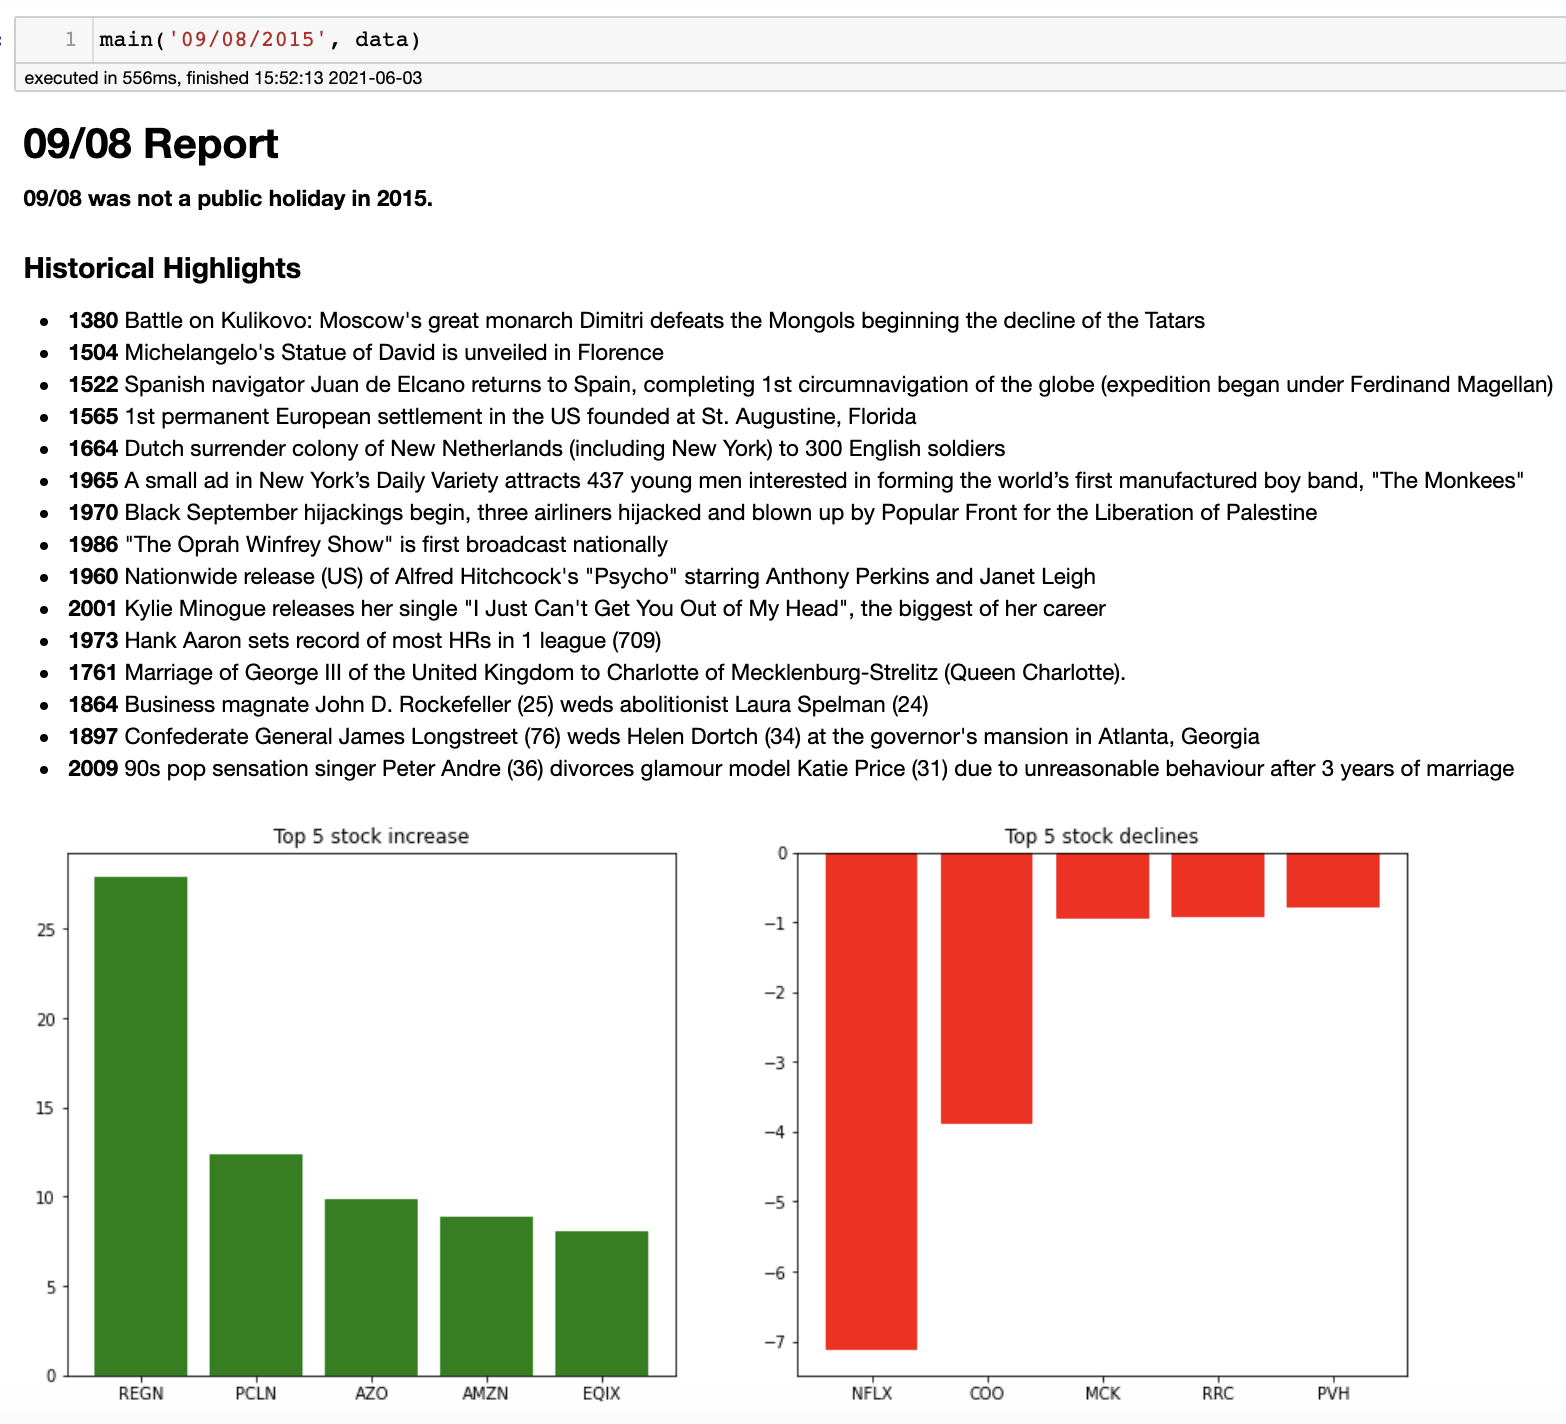 1 main('09/08/2015', data)
executed in 556ms, finished 15:52:13 2021-06-03
09/08 Report
09/08 was not a public holiday in 2015.
Historical Highlights
• 1380 Battle on Kulikovo: Moscow's great monarch Dimitri defeats the Mongols beginning the decline of the Tatars
• 1504 Michelangelo's Statue of David is unveiled in Florence
• 1522 Spanish navigator Juan de Elcano returns to Spain, completing 1st circumnavigation of the globe (expedition began under Ferdinand Magellan)
• 1565 1st permanent European settlement in the US founded at St. Augustine, Florida
• 1664 Dutch surrender colony of New Netherlands (including New York) to 300 English soldiers
• 1965 A small ad in New York’s Daily Variety attracts 437 young men interested in forming the world’s first manufactured boy band, "The Monkees"
• 1970 Black September hijackings begin, three airliners hijacked and blown up by Popular Front for the Liberation of Palestine
• 1986 "The Oprah Winfrey Show" is first broadcast nationally
• 1960 Nationwide release (US) of Alfred Hitchcock's "Psycho" starring Anthony Perkins and Janet Leigh
• 2001 Kylie Minogue releases her single "I Just Can't Get You Out of My Head", the biggest of her career
• 1973 Hank Aaron sets record of most HRs in 1 league (709)
• 1761 Marriage of George III of the United Kingdom to Charlotte of Mecklenburg-Strelitz (Queen Charlotte).
• 1864 Business magnate John D. Rockefeller (25) weds abolitionist Laura Spelman (24)
• 1897 Confederate General James Longstreet (76) weds Helen Dortch (34) at the governor's mansion in Atlanta, Georgia
• 2009 90s pop sensation singer Peter Andre (36) divorces glamour model Katie Price (31) due to unreasonable behaviour after 3 years of marriage
Top 5 stock increase
25
20
15
10
5
0
REGN PCLN AZO AMZN EQIX
Top 5 stock declines
0
−1
−2
−3
−4
−5
−6
−7
NFLX COO MCK RRC PVH